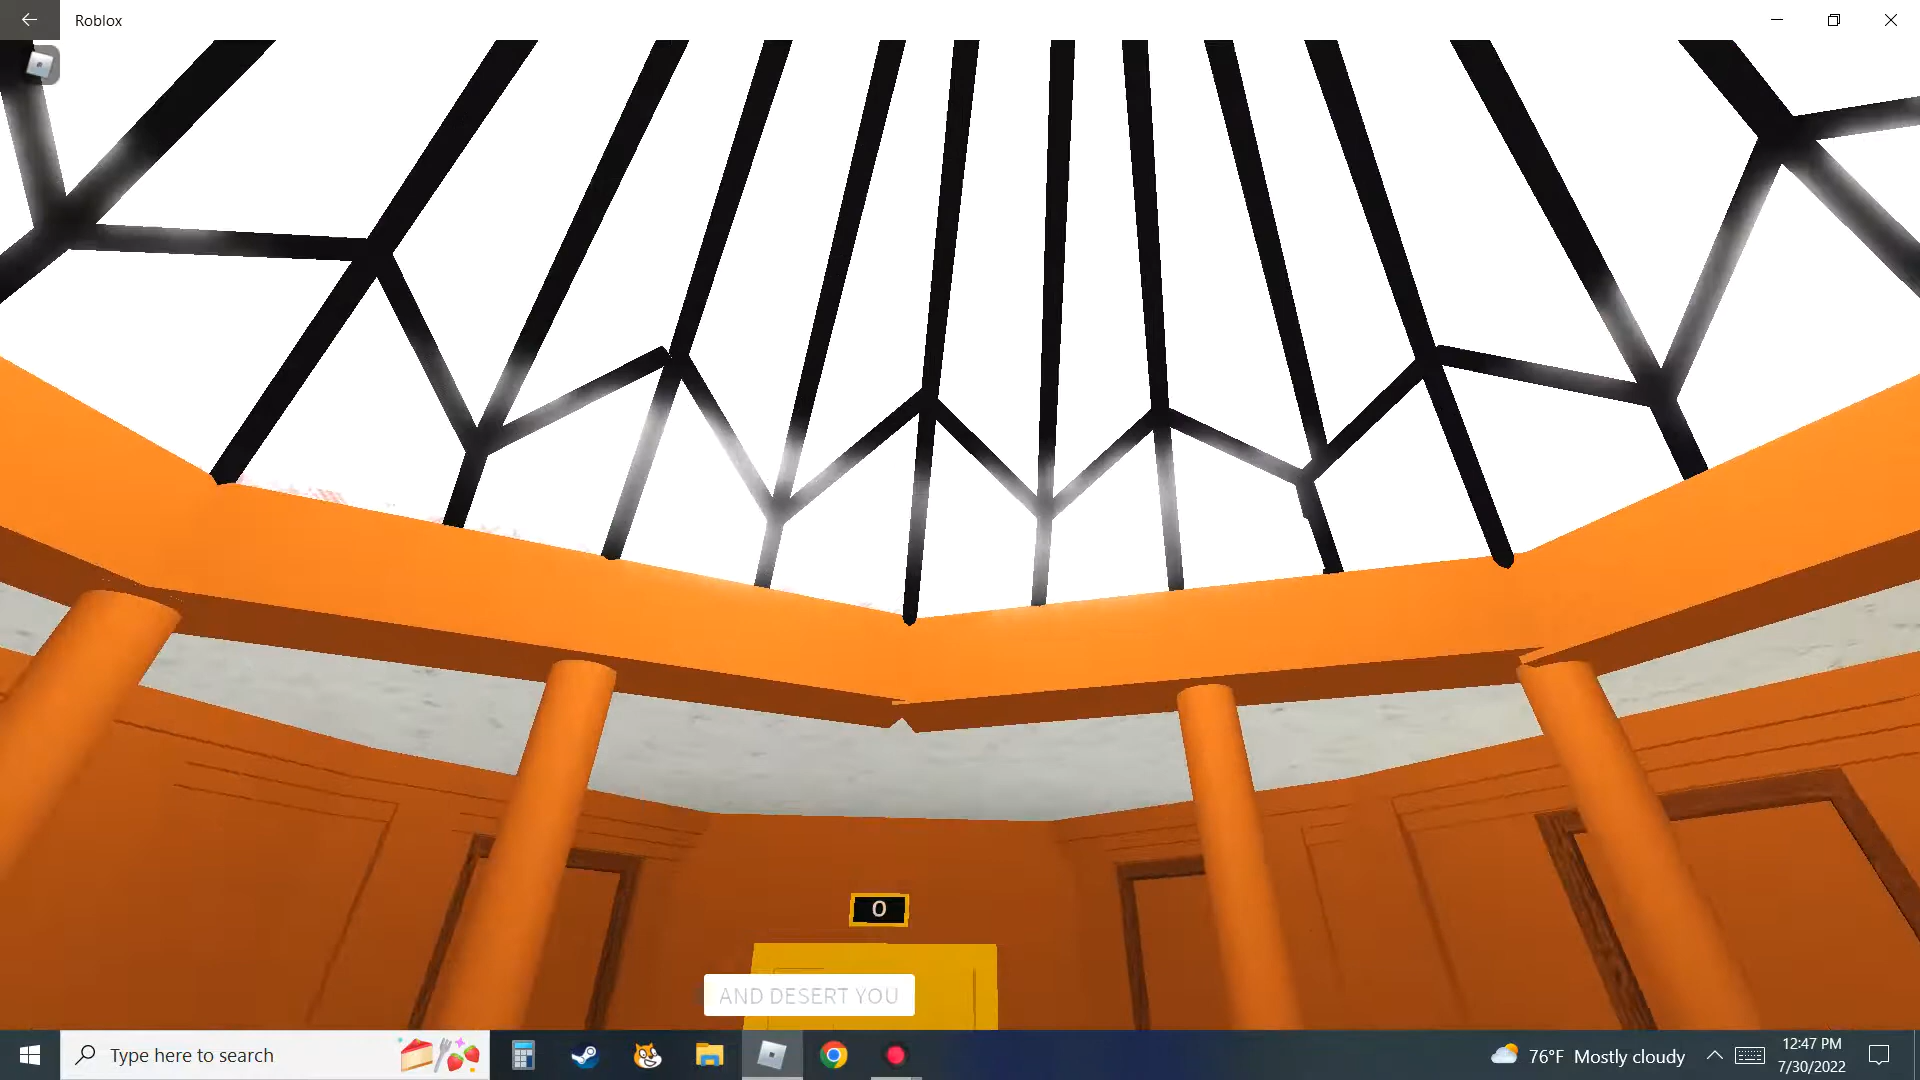 Roblox
0
AND DESERT YOU
Type here to search
76°F Mostly cloudy
12:47 PM
7/30/2022